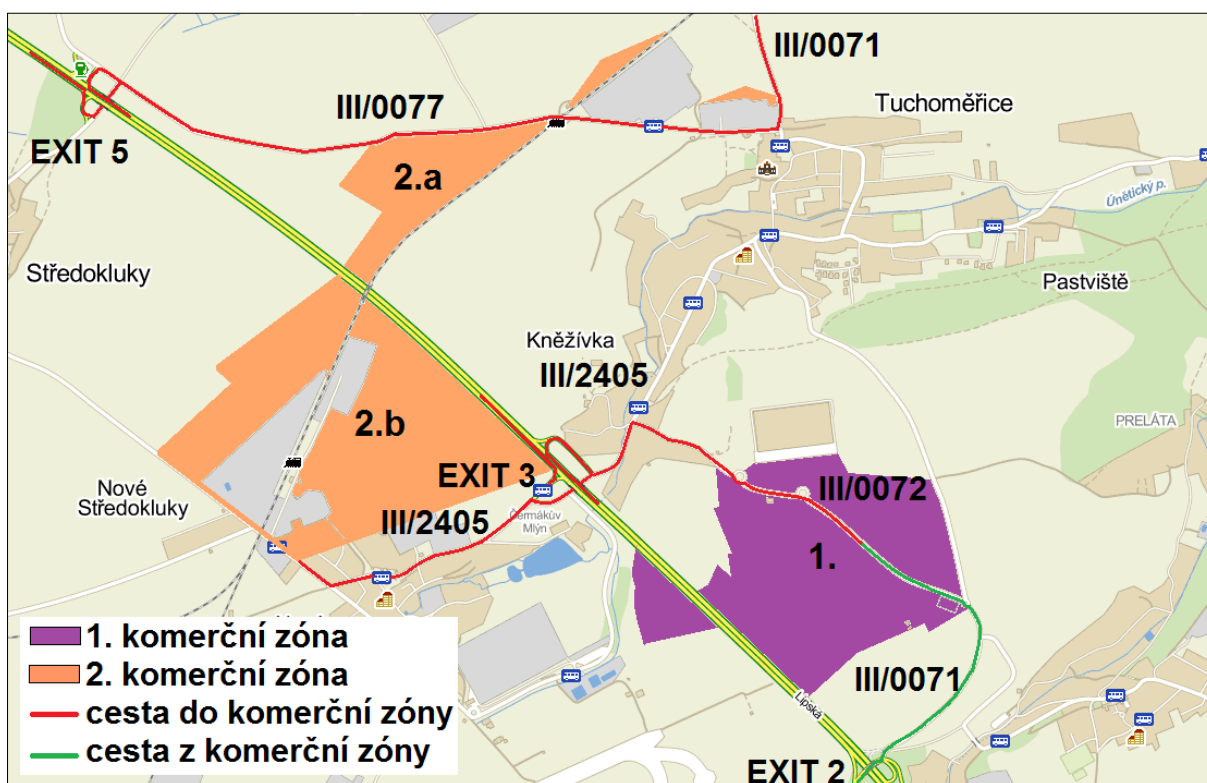 III/0071
Tuchoměřice
III/0077
EXIT 5
2.a
Únětický p.
Středokluky
Pastviště
Kněžívka
III/2405
2.b
EXIT 3
PRELÁTA
Nové
Středokluky
III/2405
Čermákův
Mlýn
III/0072
1.
III/0071
Lipská
EXIT 2
1. komerční zóna
2. komerční zóna
cesta do komerční zóny
cesta z komerční zóny